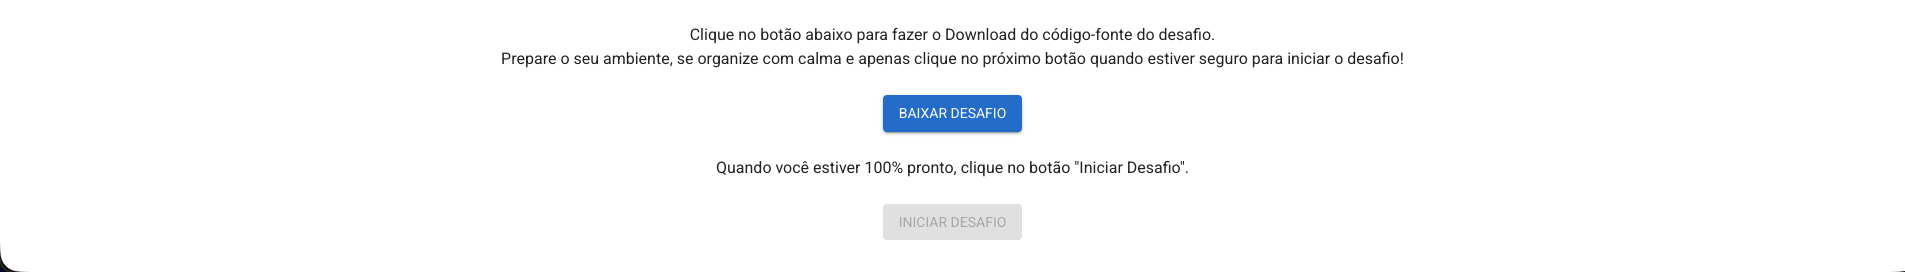 Clique no botão abaixo para fazer o Download do código-fonte do desafio.
Prepare o seu ambiente, se organize com calma e apenas clique no próximo botão quando estiver seguro para iniciar o desafio!
BAIXAR DESAFIO
Quando você estiver 100% pronto, clique no botão "Iniciar Desafio".
INICIAR DESAFIO